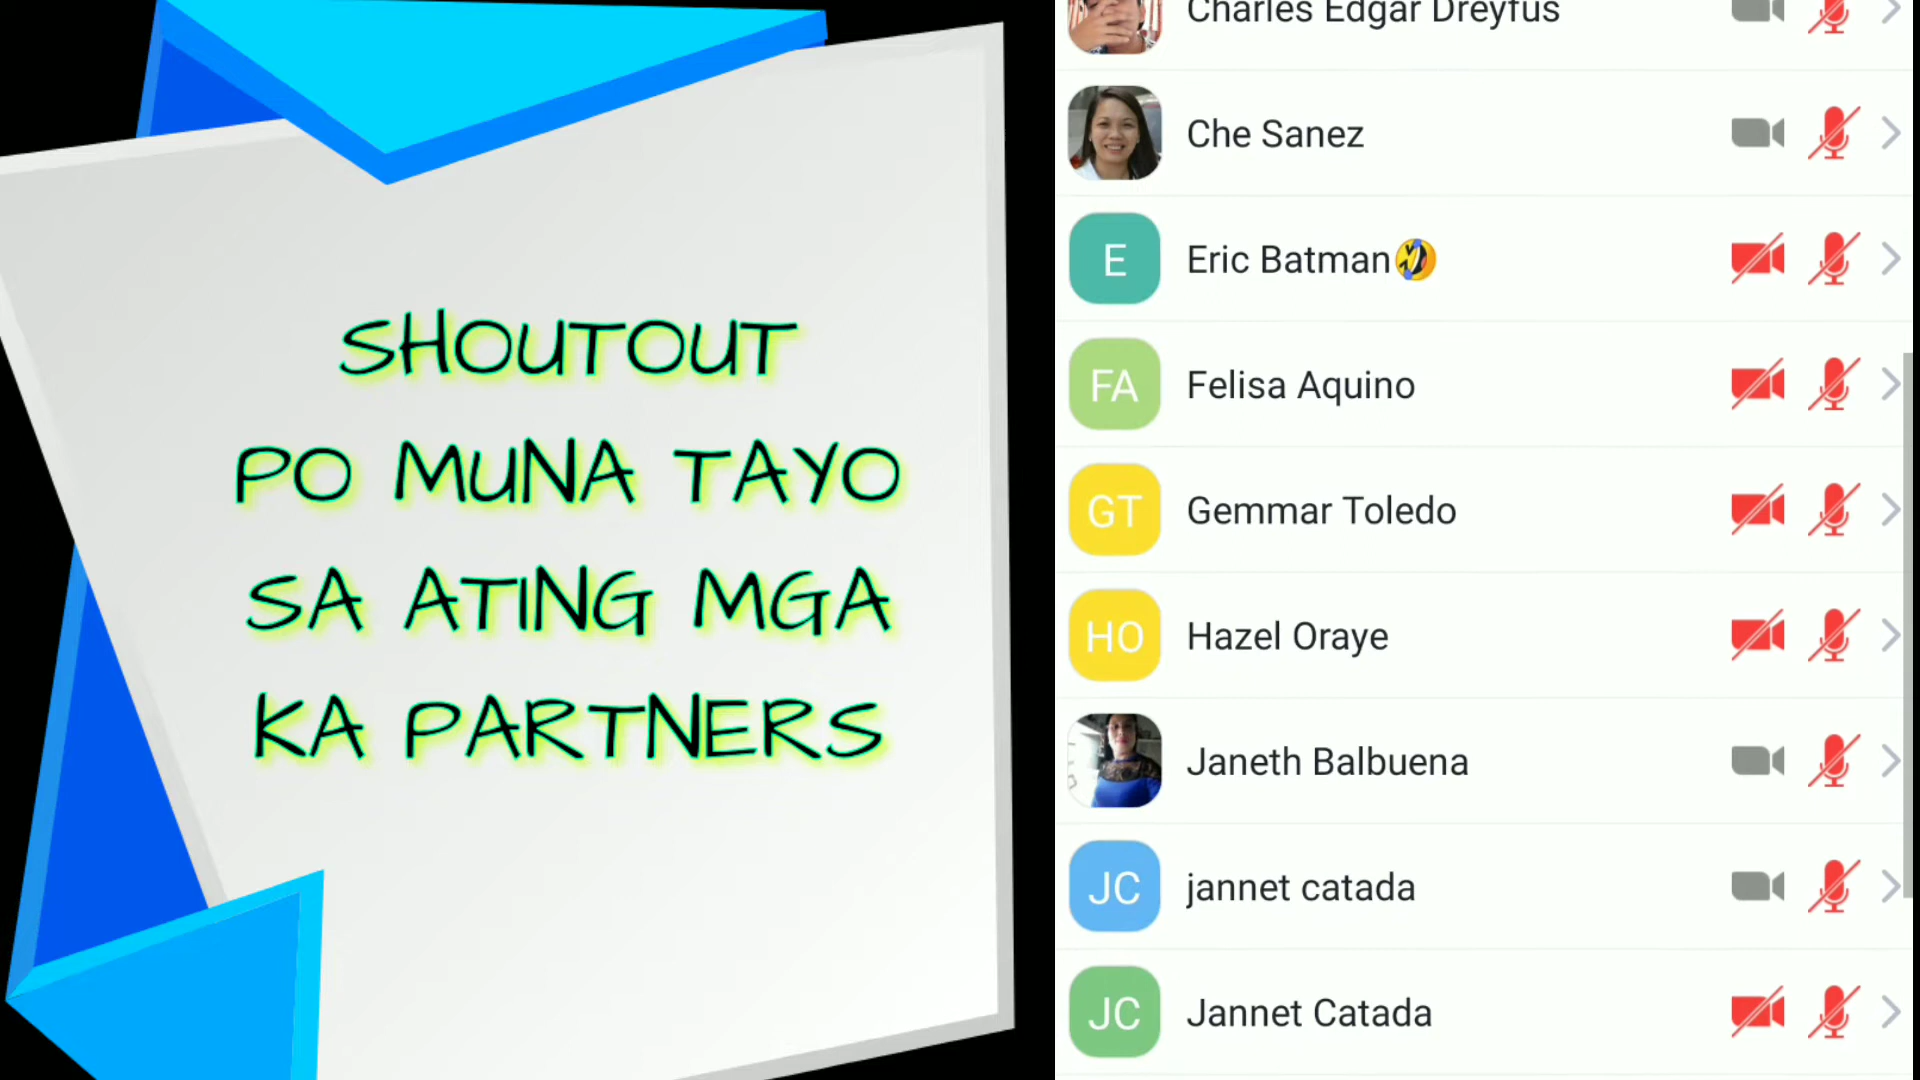 SHOUTOUT
PO MUNA TAYO
SA ATING MGA
KA PARTNERS
Charles Edgar Dreyfus
Che Sanez
E Eric Batman🤣
FA Felisa Aquino
GT Gemmar Toledo
HO Hazel Oraye
Janeth Balbuena
JC jannet catada
JC Jannet Catada